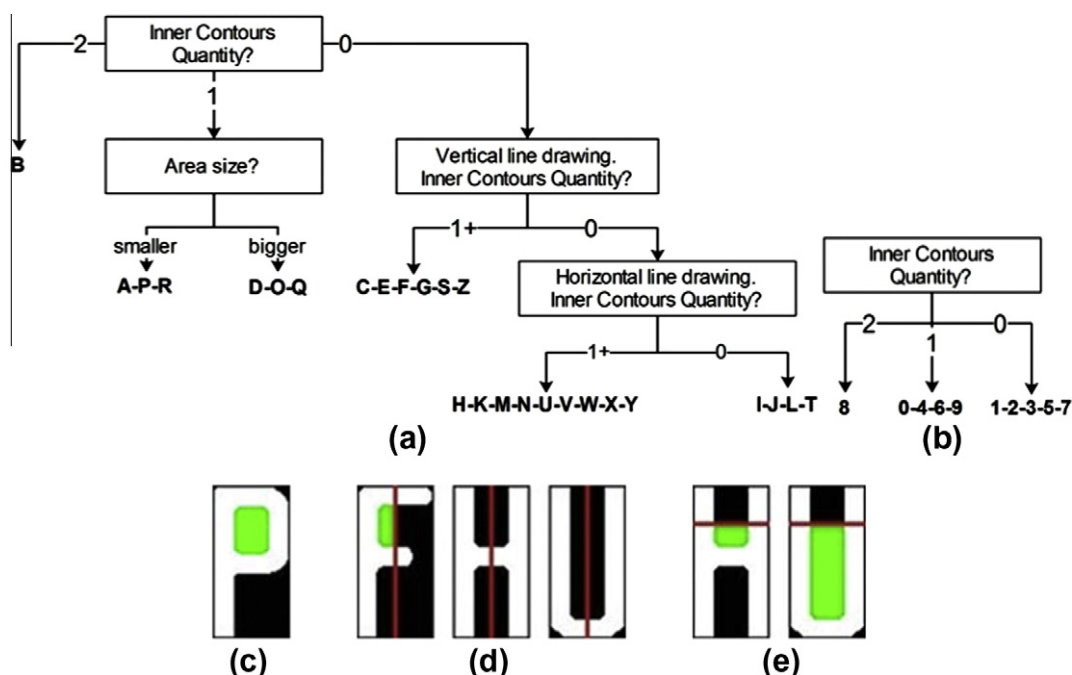 Inner Contours
Quantity?
2
0
1
B
Area size?
Vertical line drawing.
Inner Contours Quantity?
smaller
bigger
1+
0
A-P-R
D-O-Q
C-E-F-G-S-Z
Horizontal line drawing.
Inner Contours Quantity?
1+
0
H-K-M-N-U-V-W-X-Y
I-J-L-T
(a)
Inner Contours
Quantity?
2
1
0
8
0-4-6-9
1-2-3-5-7
(b)
(c)
(d)
(e)